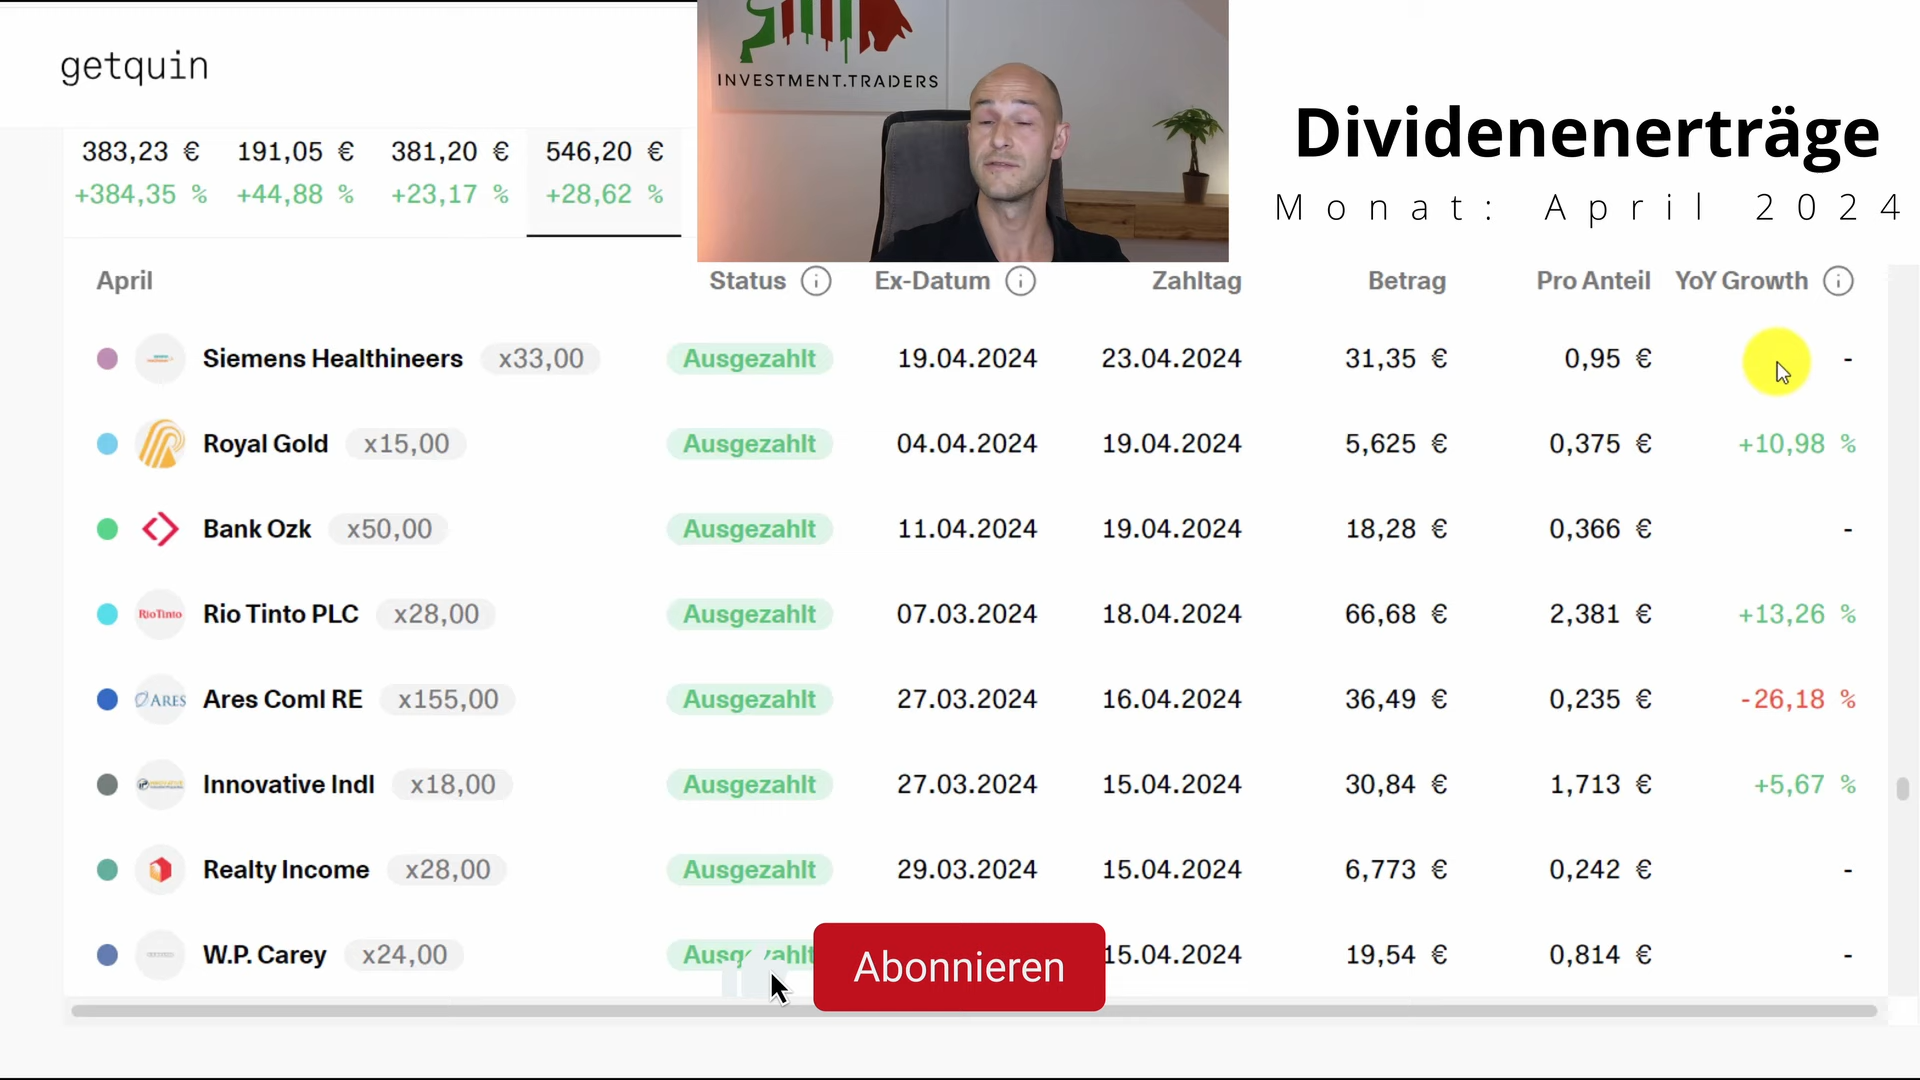 getquin
INVESTMENT.TRADERS
Dividenenerträge
Monat: April 2024
383,23 € 191,05 € 381,20 € 546,20 €
+384,35 % +44,88 % +23,17 % +28,62 %
April Status Ex-Datum Zahltag Betrag Pro Anteil YoY Growth
Siemens Healthineers x33,00 Ausgezahlt 19.04.2024 23.04.2024 31,35 € 0,95 € -
Royal Gold x15,00 Ausgezahlt 04.04.2024 19.04.2024 5,625 € 0,375 € +10,98 %
Bank Ozk x50,00 Ausgezahlt 11.04.2024 19.04.2024 18,28 € 0,366 € -
RioTinto Rio Tinto PLC x28,00 Ausgezahlt 07.03.2024 18.04.2024 66,68 € 2,381 € +13,26 %
ARES Ares Coml RE x155,00 Ausgezahlt 27.03.2024 16.04.2024 36,49 € 0,235 € -26,18 %
Innovative Indl x18,00 Ausgezahlt 27.03.2024 15.04.2024 30,84 € 1,713 € +5,67 %
Realty Income x28,00 Ausgezahlt 29.03.2024 15.04.2024 6,773 € 0,242 € -
W.P. Carey x24,00 Ausgezahlt 15.04.2024 19,54 € 0,814 € -
Abonnieren